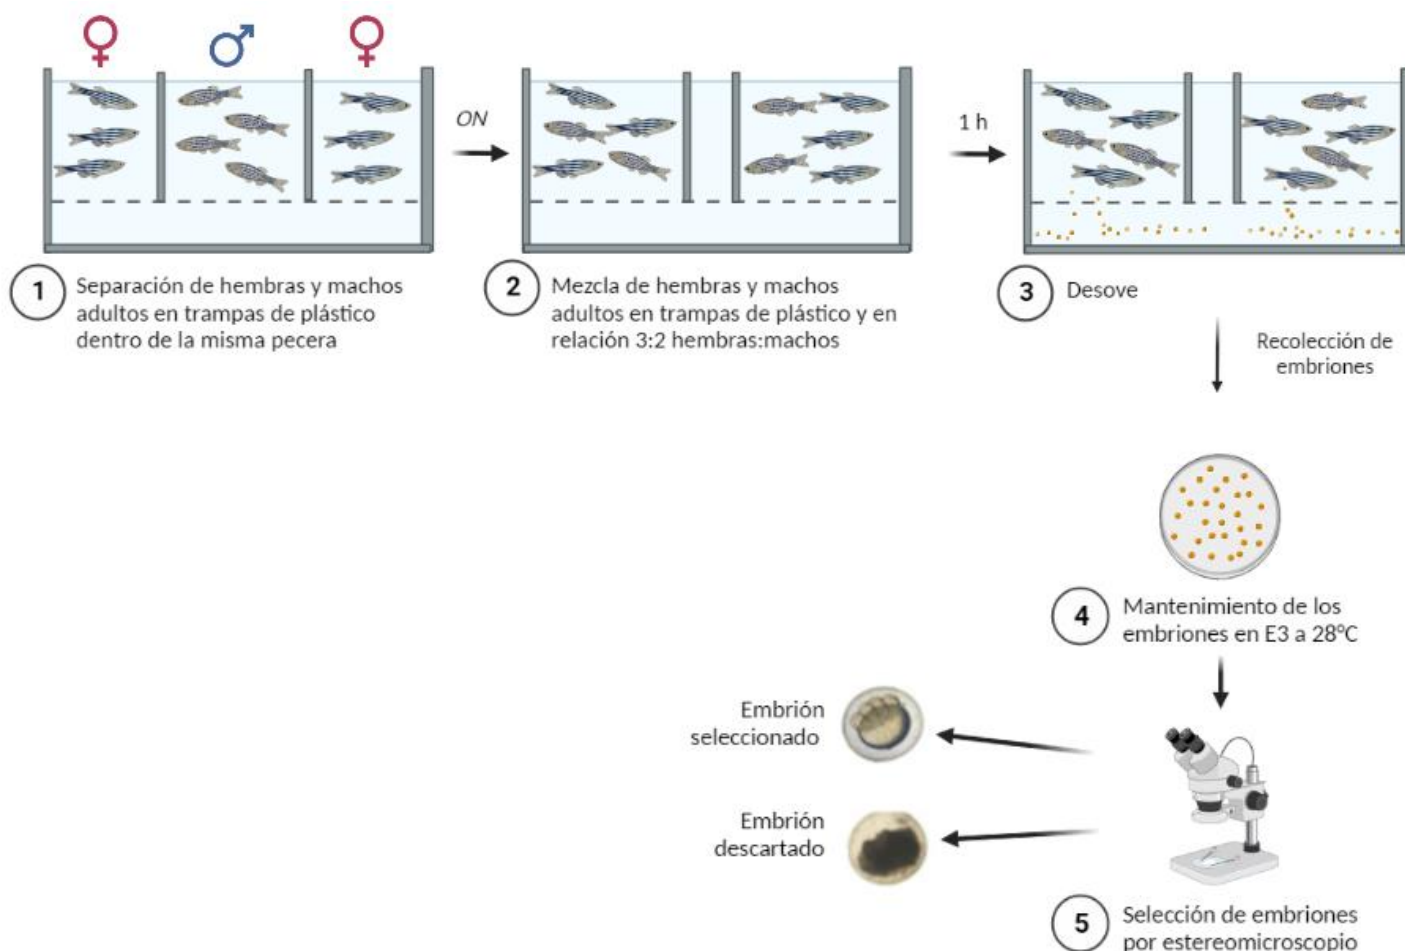 ON
1 h
1
Separación de hembras y machos
adultos en trampas de plástico
dentro de la misma pecera
2
Mezcla de hembras y machos
adultos en trampas de plástico y en
relación 3:2 hembras:machos
3
Desove
Recolección de
embriones
4
Mantenimiento de los
embriones en E3 a 28°C
Embrión
seleccionado
Embrión
descartado
5
Selección de embriones
por estereomicroscopio